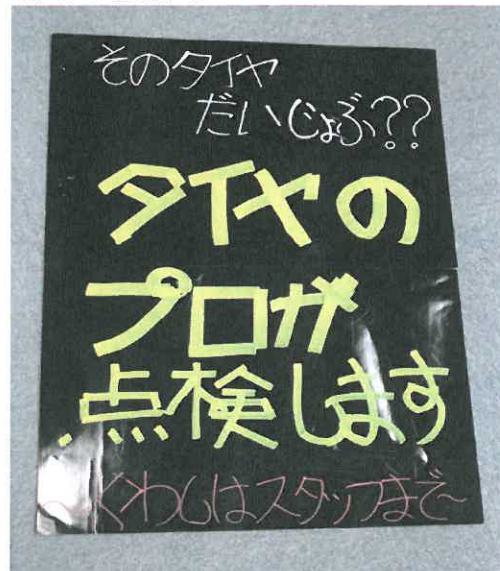 そのタイヤ
だいじょぶ??
タイヤの
プロが
点検します
～くわしはスタッフまで～